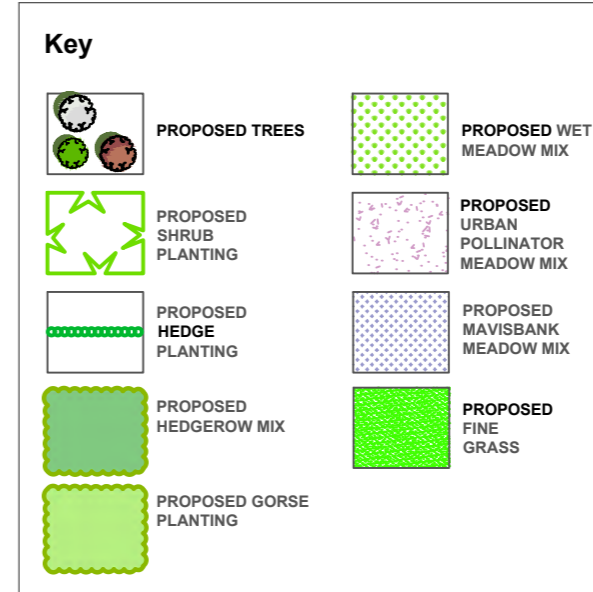 Key
PROPOSED TREES
PROPOSED
SHRUB
PLANTING
PROPOSED
HEDGE
PLANTING
PROPOSED
HEDGEROW MIX
PROPOSED GORSE
PLANTING
PROPOSED WET
MEADOW MIX
PROPOSED
URBAN
POLLINATOR
MEADOW MIX
PROPOSED
MAVISBANK
MEADOW MIX
PROPOSED
FINE
GRASS